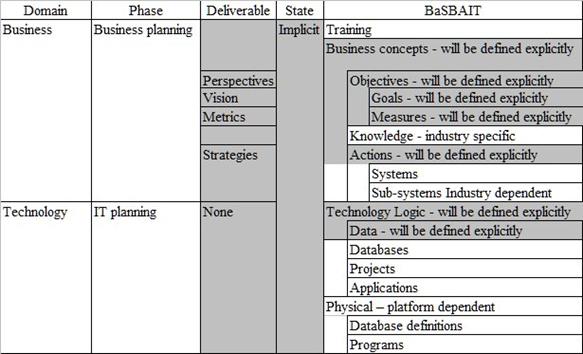 Domain Phase Deliverable State BaSBAIT
Business Business planning Implicit Training
Business concepts - will be defined explicitly
Perspectives Objectives - will be defined explicitly
Vision Goals - will be defined explicitly
Metrics Measures - will be defined explicitly
Knowledge - industry specific
Strategies Actions - will be defined explicitly
Systems
Sub-systems Industry dependent
Technology IT planning None Technology Logic - will be defined explicitly
Data - will be defined explicitly
Databases
Projects
Applications
Physical – platform dependent
Database definitions
Programs